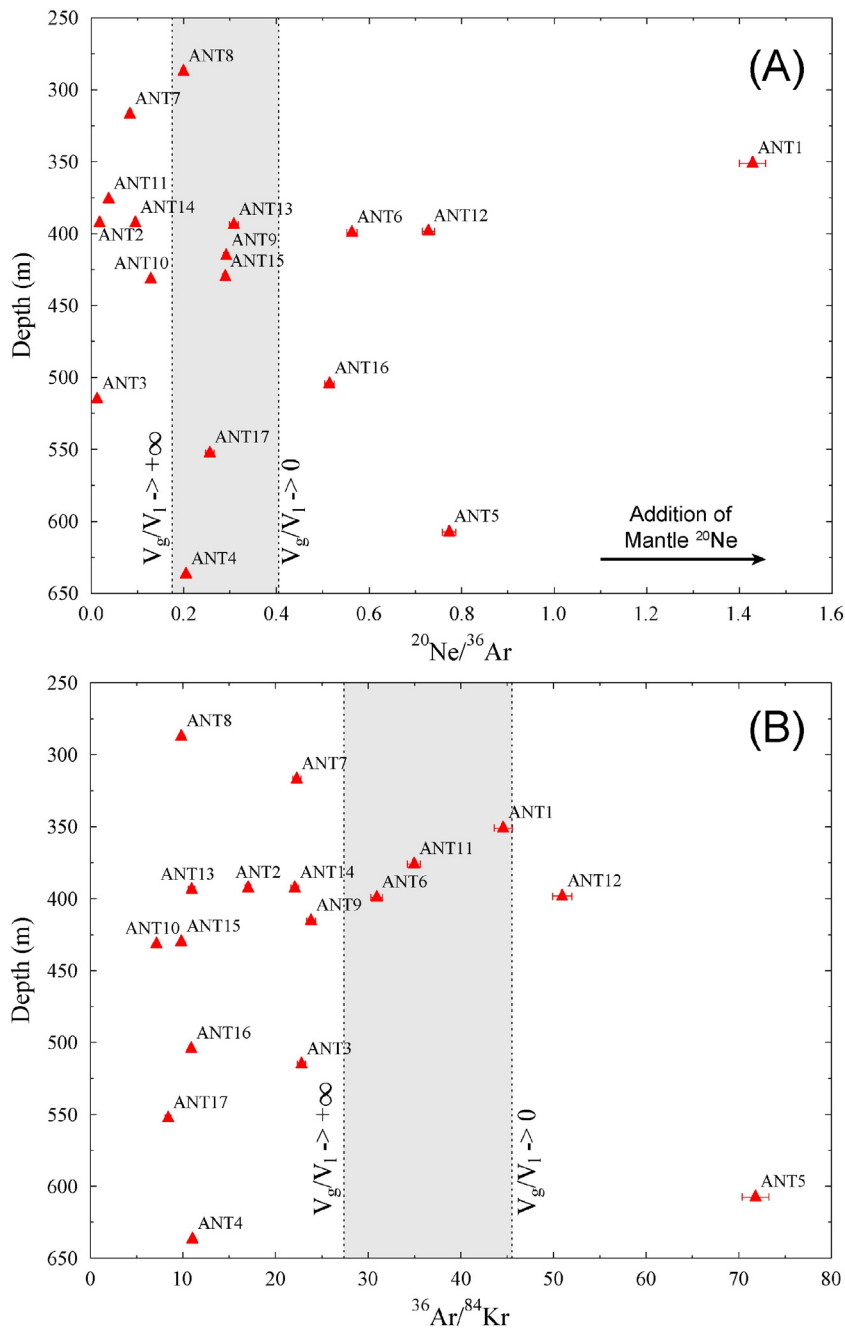 (A)
250
300
350
400
450
500
550
600
650
Depth (m)
ANT8
ANT7
ANT1
ANT11
ANT14
ANT13
ANT6
ANT12
ANT2
ANT9
ANT10
ANT15
ANT16
ANT3
ANT17
ANT5
ANT4
Vg/Vl -> +∞
Vg/Vl -> 0
Addition of
Mantle ²⁰Ne
0.0 0.2 0.4 0.6 0.8 1.0 1.2 1.4 1.6
²⁰Ne/³⁶Ar
(B)
250
300
350
400
450
500
550
600
650
Depth (m)
ANT8
ANT7
ANT1
ANT11
ANT13
ANT2
ANT14
ANT6
ANT12
ANT9
ANT10
ANT15
ANT16
ANT3
ANT17
ANT5
ANT4
Vg/Vl -> +∞
Vg/Vl -> 0
0 10 20 30 40 50 60 70 80
³⁶Ar/⁸⁴Kr